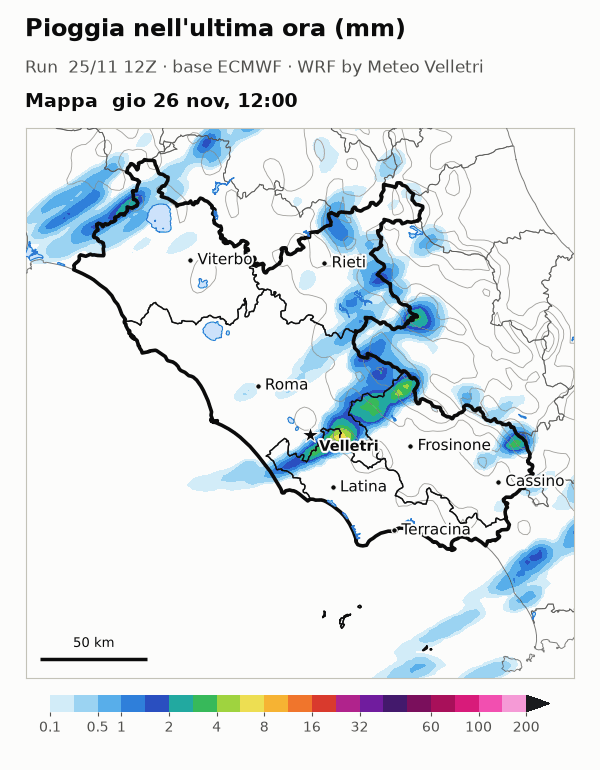 Pioggia nell'ultima ora (mm)
Run  25/11 12Z · base ECMWF · WRF by Meteo Velletri
Mappa  gio 26 nov, 12:00
Viterbo
Rieti
Roma
Velletri
Frosinone
Latina
Cassino
Terracina
50 km
0.1 0.5 1 2 4 8 16 32 60 100 200